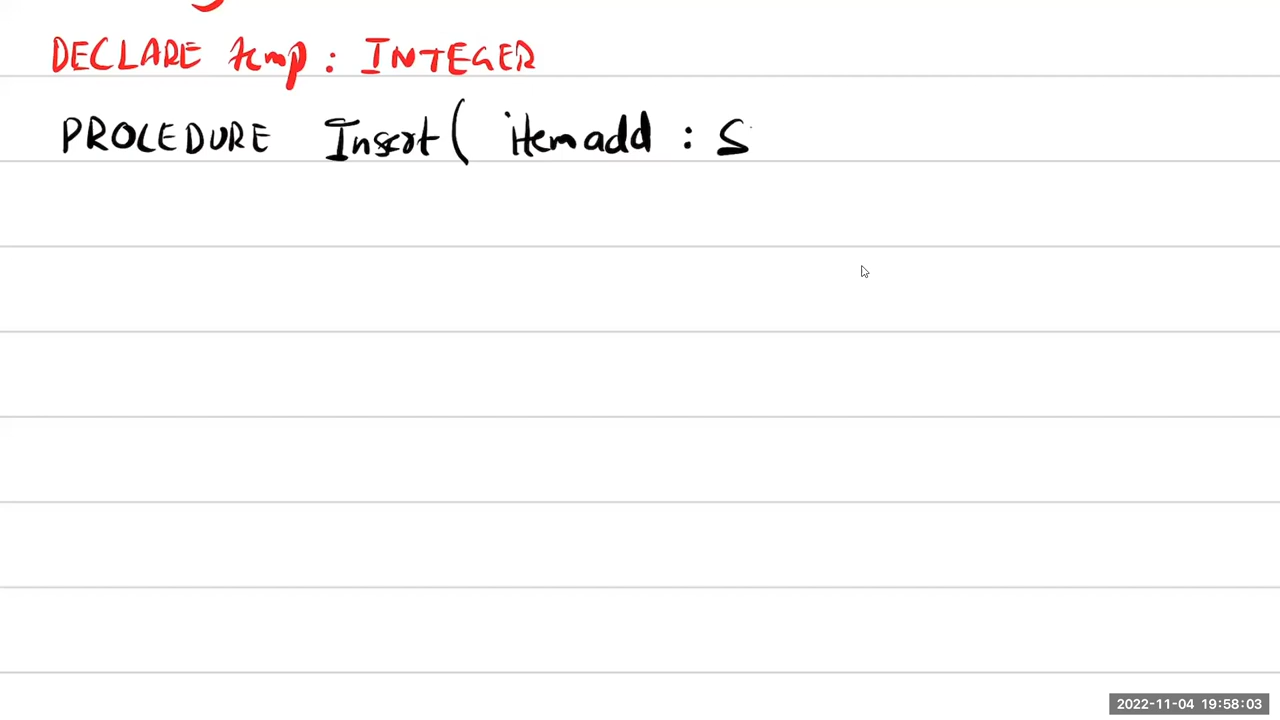 DECLARE temp : INTEGER
PROCEDURE Insert( itemadd : S
2022-11-04 19:58:03